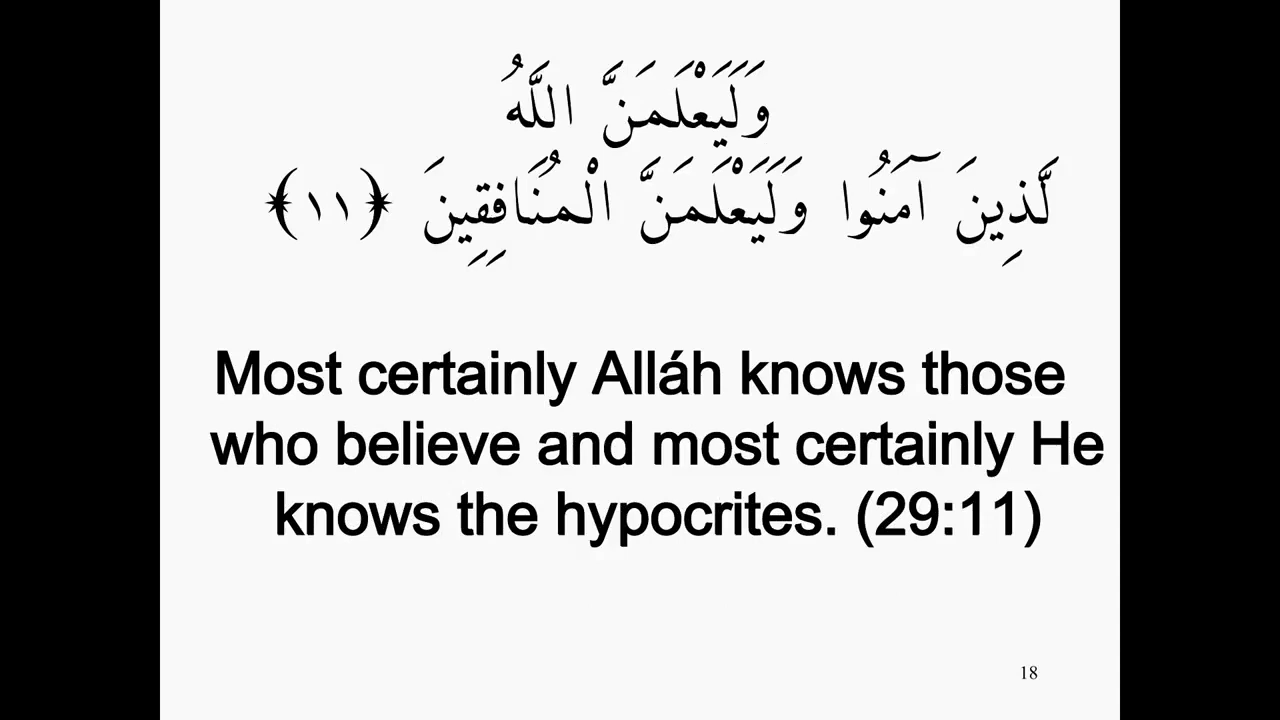 وَلَيَعْلَمَنَّ اللَّهُ
لَّذِينَ آمَنُوا وَلَيَعْلَمَنَّ الْمُنَافِقِينَ ﴿١١﴾
Most certainly Alláh knows those
who believe and most certainly He
knows the hypocrites. (29:11)
18